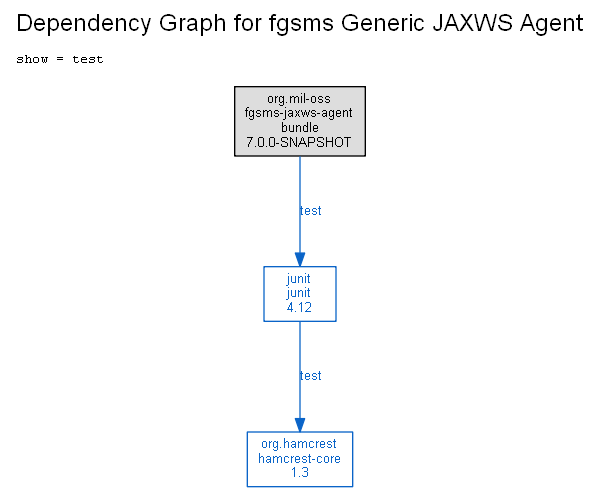 Dependency Graph for fgsms Generic JAXWS Agent
show = test
org.mil-oss
fgsms-jaxws-agent
bundle
7.0.0-SNAPSHOT
test
junit
junit
4.12
test
org.hamcrest
hamcrest-core
1.3